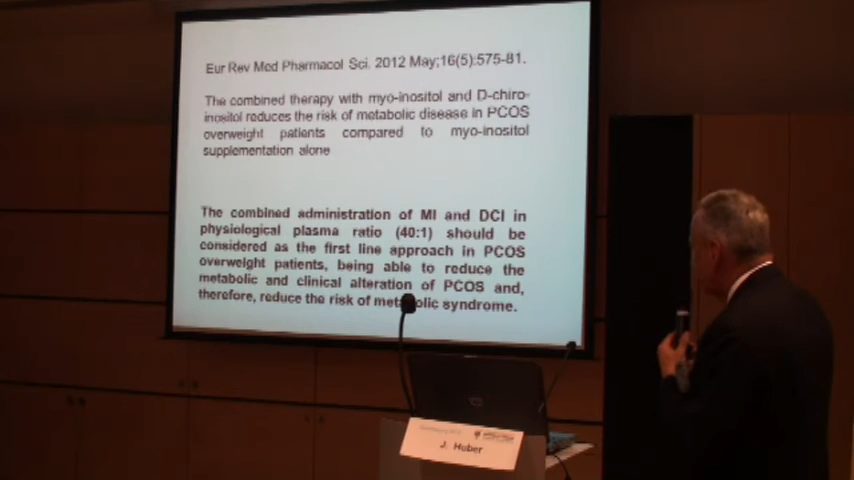 Eur Rev Med Pharmacol Sci. 2012 May;16(5):575-81.
The combined therapy with myo-inositol and D-chiro-
inositol reduces the risk of metabolic disease in PCOS
overweight patients compared to myo-inositol
supplementation alone
The combined administration of MI and DCI in
physiological plasma ratio (40:1) should be
considered as the first line approach in PCOS
overweight patients, being able to reduce the
metabolic and clinical alteration of PCOS and,
therefore, reduce the risk of metabolic syndrome.
J. Huber